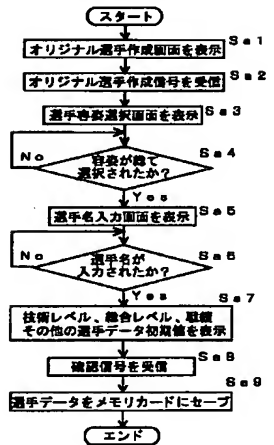 スタート
Sa1
オリジナル選手作成画面を表示
Sa2
オリジナル選手作成信号を受信
Sa3
選手容姿選択画面を表示
No
Sa4
容姿が全て
選択されたか？
Yes
Sa5
選手名入力画面を表示
No
Sa6
選手名が
入力されたか？
Yes
Sa7
技術レベル、総合レベル、戦績
その他の選手データ初期値を表示
Sa8
確認信号を受信
Sa9
選手データをメモリカードにセーブ
エンド